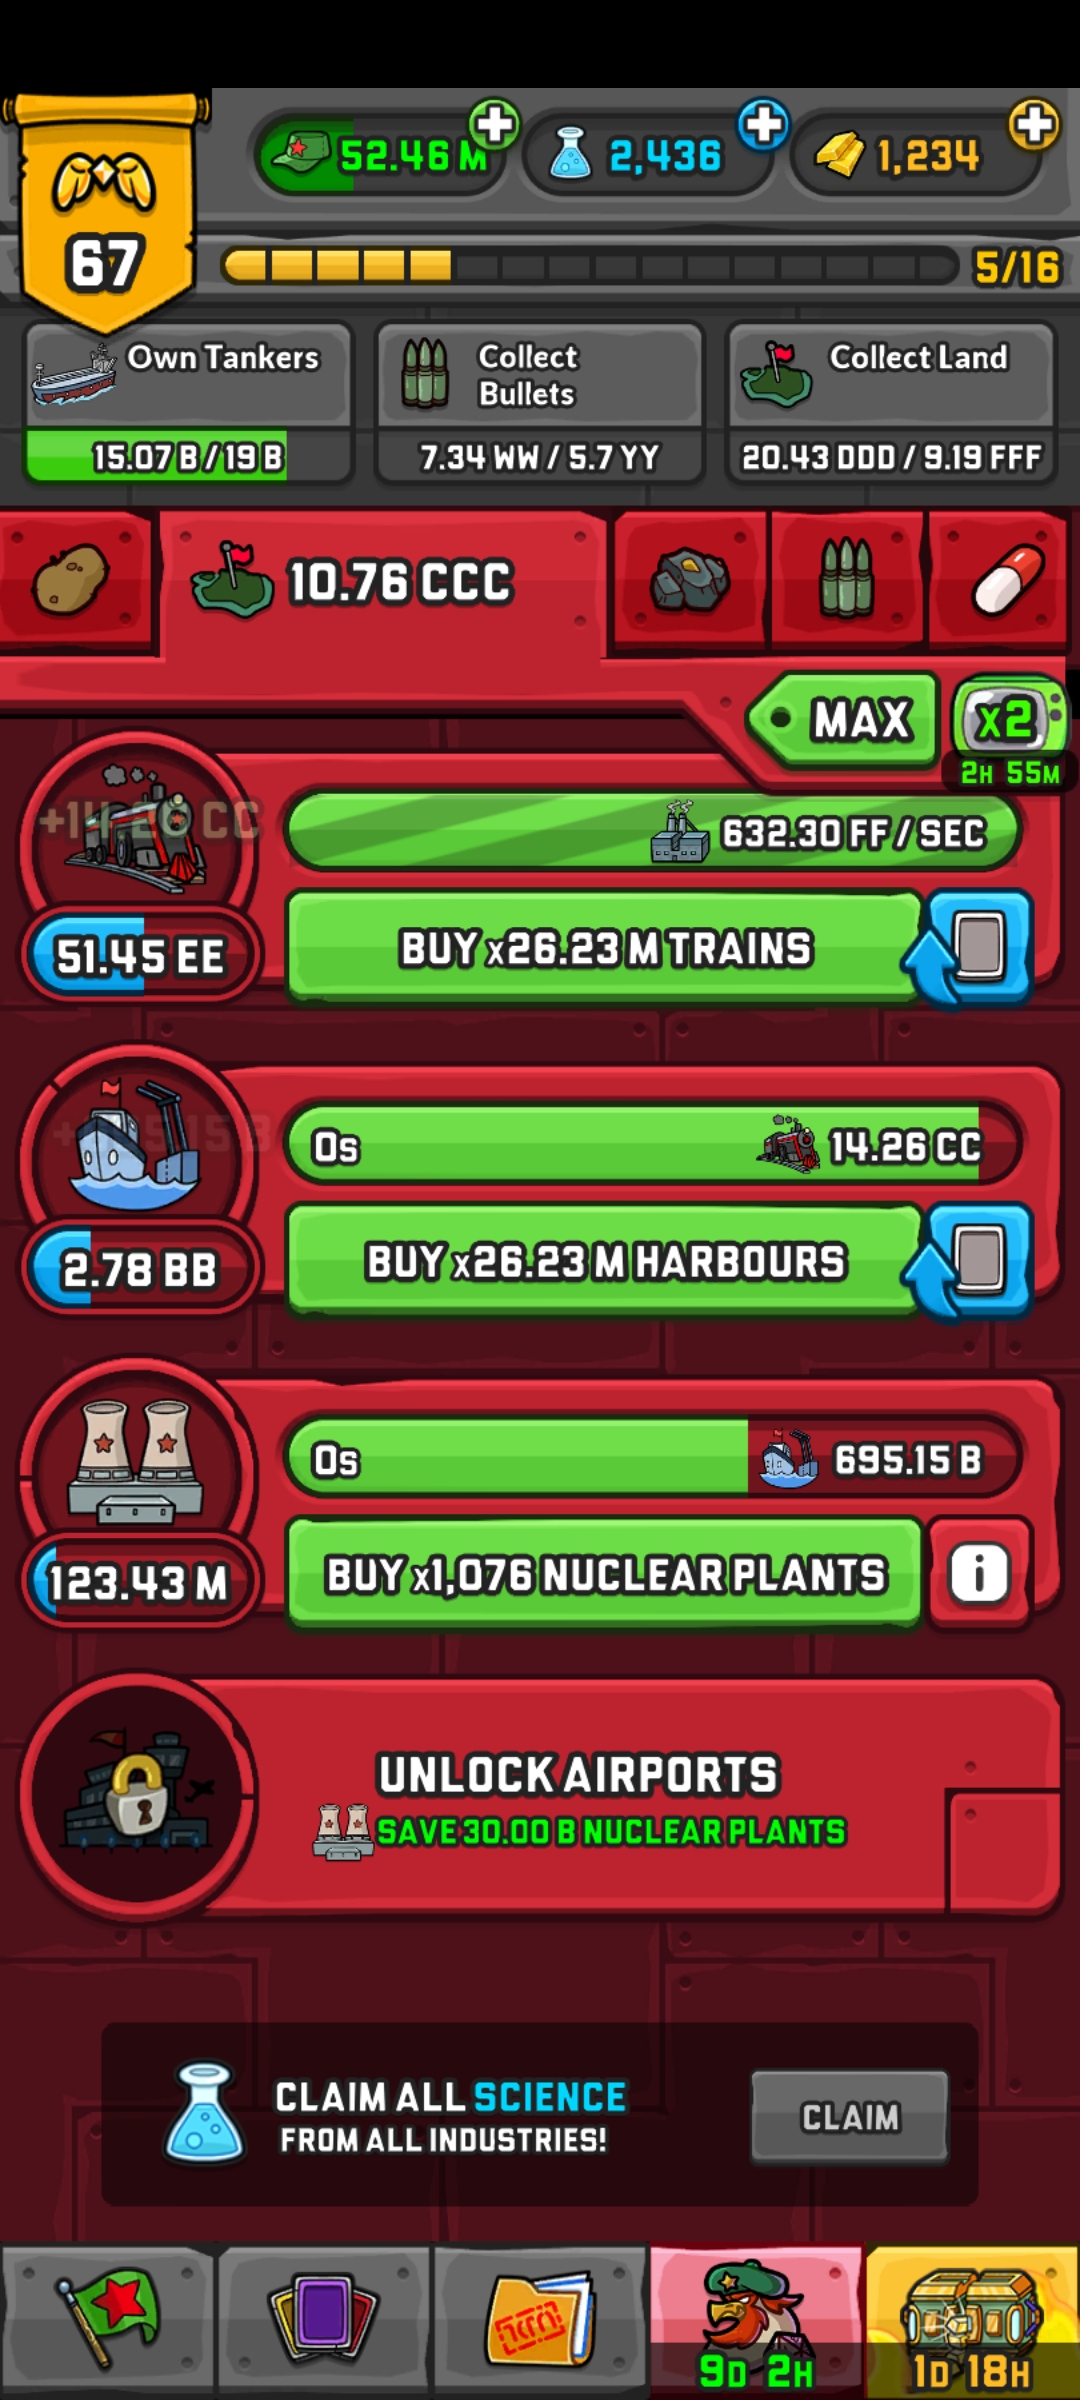 52.46 M
2,436
1,234
67
5/16
Own Tankers
15.07 B / 19 B
Collect
Bullets
7.34 WW / 5.7 YY
Collect Land
20.43 DDD / 9.19 FFF
10.76 CCC
MAX
x2
2H 55M
+14.26 CC
632.30 FF / SEC
51.45 EE
BUY x26.23 M TRAINS
0s
14.26 CC
2.78 BB
BUY x26.23 M HARBOURS
0s
695.15 B
123.43 M
BUY x1,076 NUCLEAR PLANTS
i
UNLOCK AIRPORTS
SAVE 30.00 B NUCLEAR PLANTS
CLAIM ALL SCIENCE
FROM ALL INDUSTRIES!
CLAIM
9D 2H
1D 18H